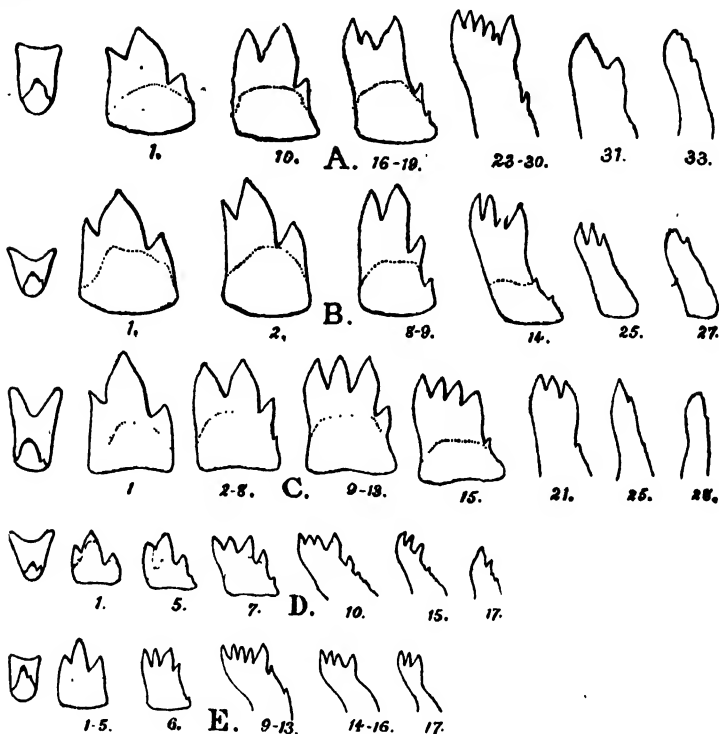 1. 10. A. 16-19. 23-30. 31. 33.
1. 2. B. 8-9. 14. 25. 27.
1 2-8. C. 9-13. 15. 21. 25. 28.
1. 5. 7. D. 10. 15. 17.
1-5. 6. E. 9-13. 14-16. 17.